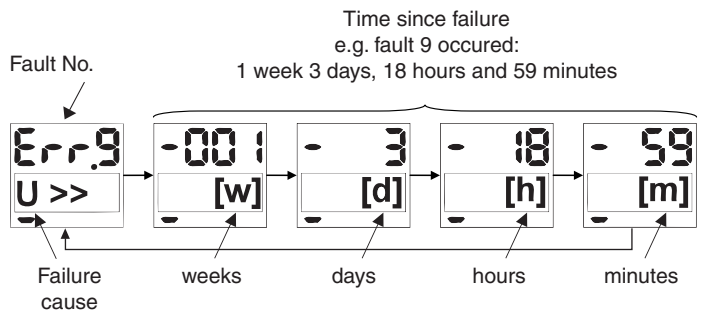 Time since failure
e.g. fault 9 occured:
1 week 3 days, 18 hours and 59 minutes
Fault No.
Err.9
U >>
-001
[w]
- 3
[d]
- 18
[h]
- 59
[m]
Failure
cause
weeks
days
hours
minutes